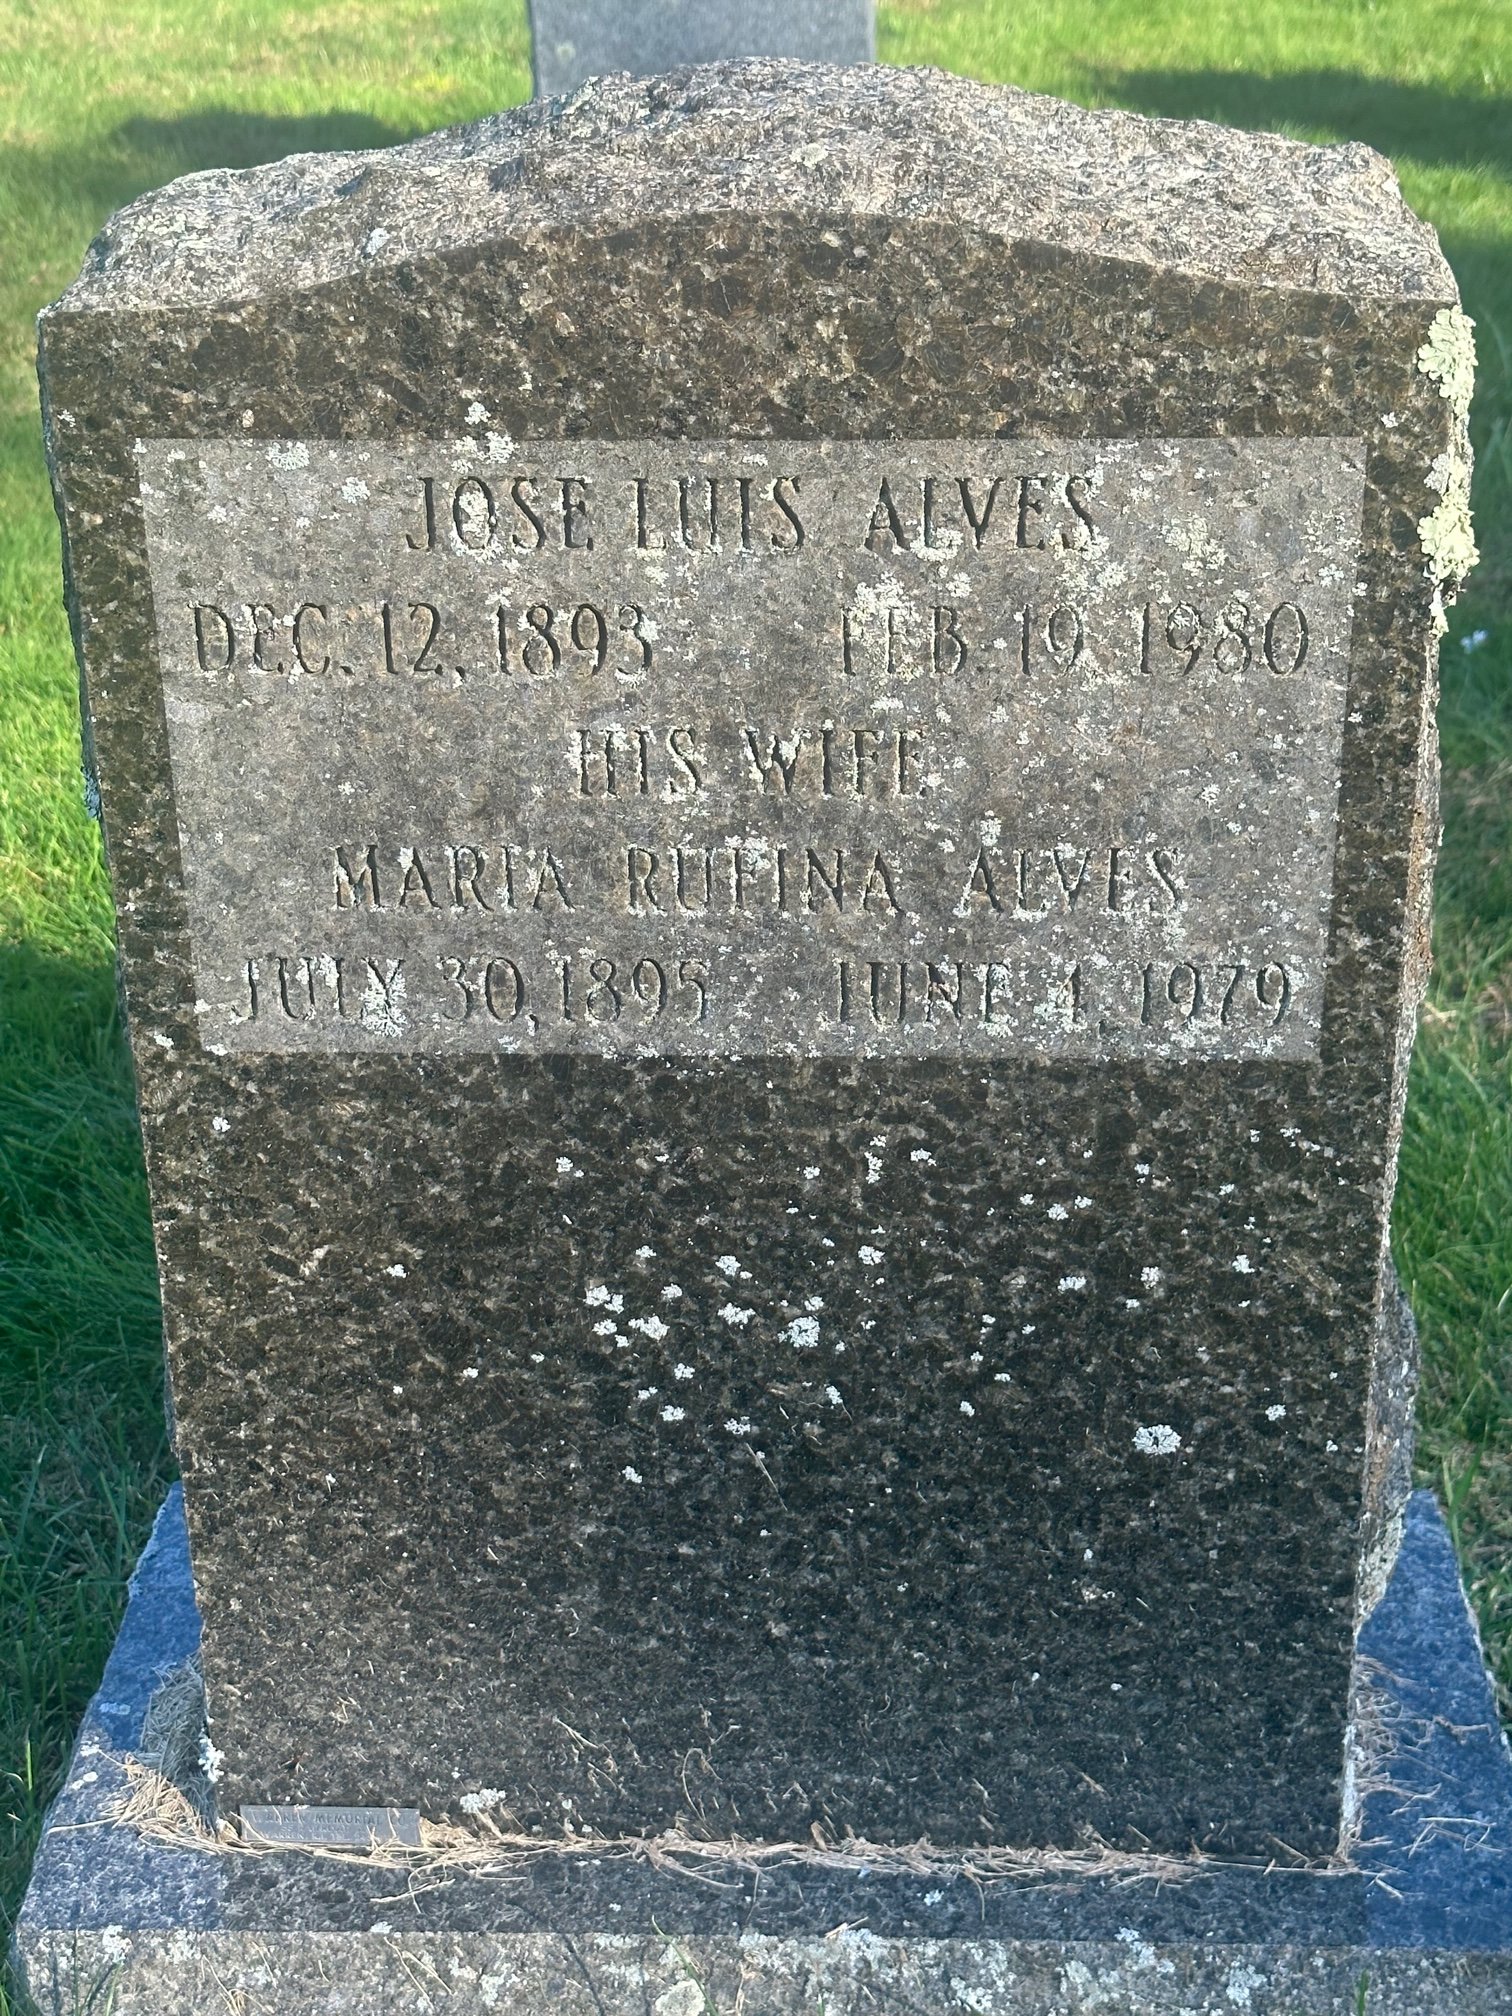 JOSE LUIS ALVES
DEC. 12, 1893 FEB. 19, 1980
HIS WIFE
MARIA RUFINA ALVES
JULY 30, 1895 JUNE 4, 1979